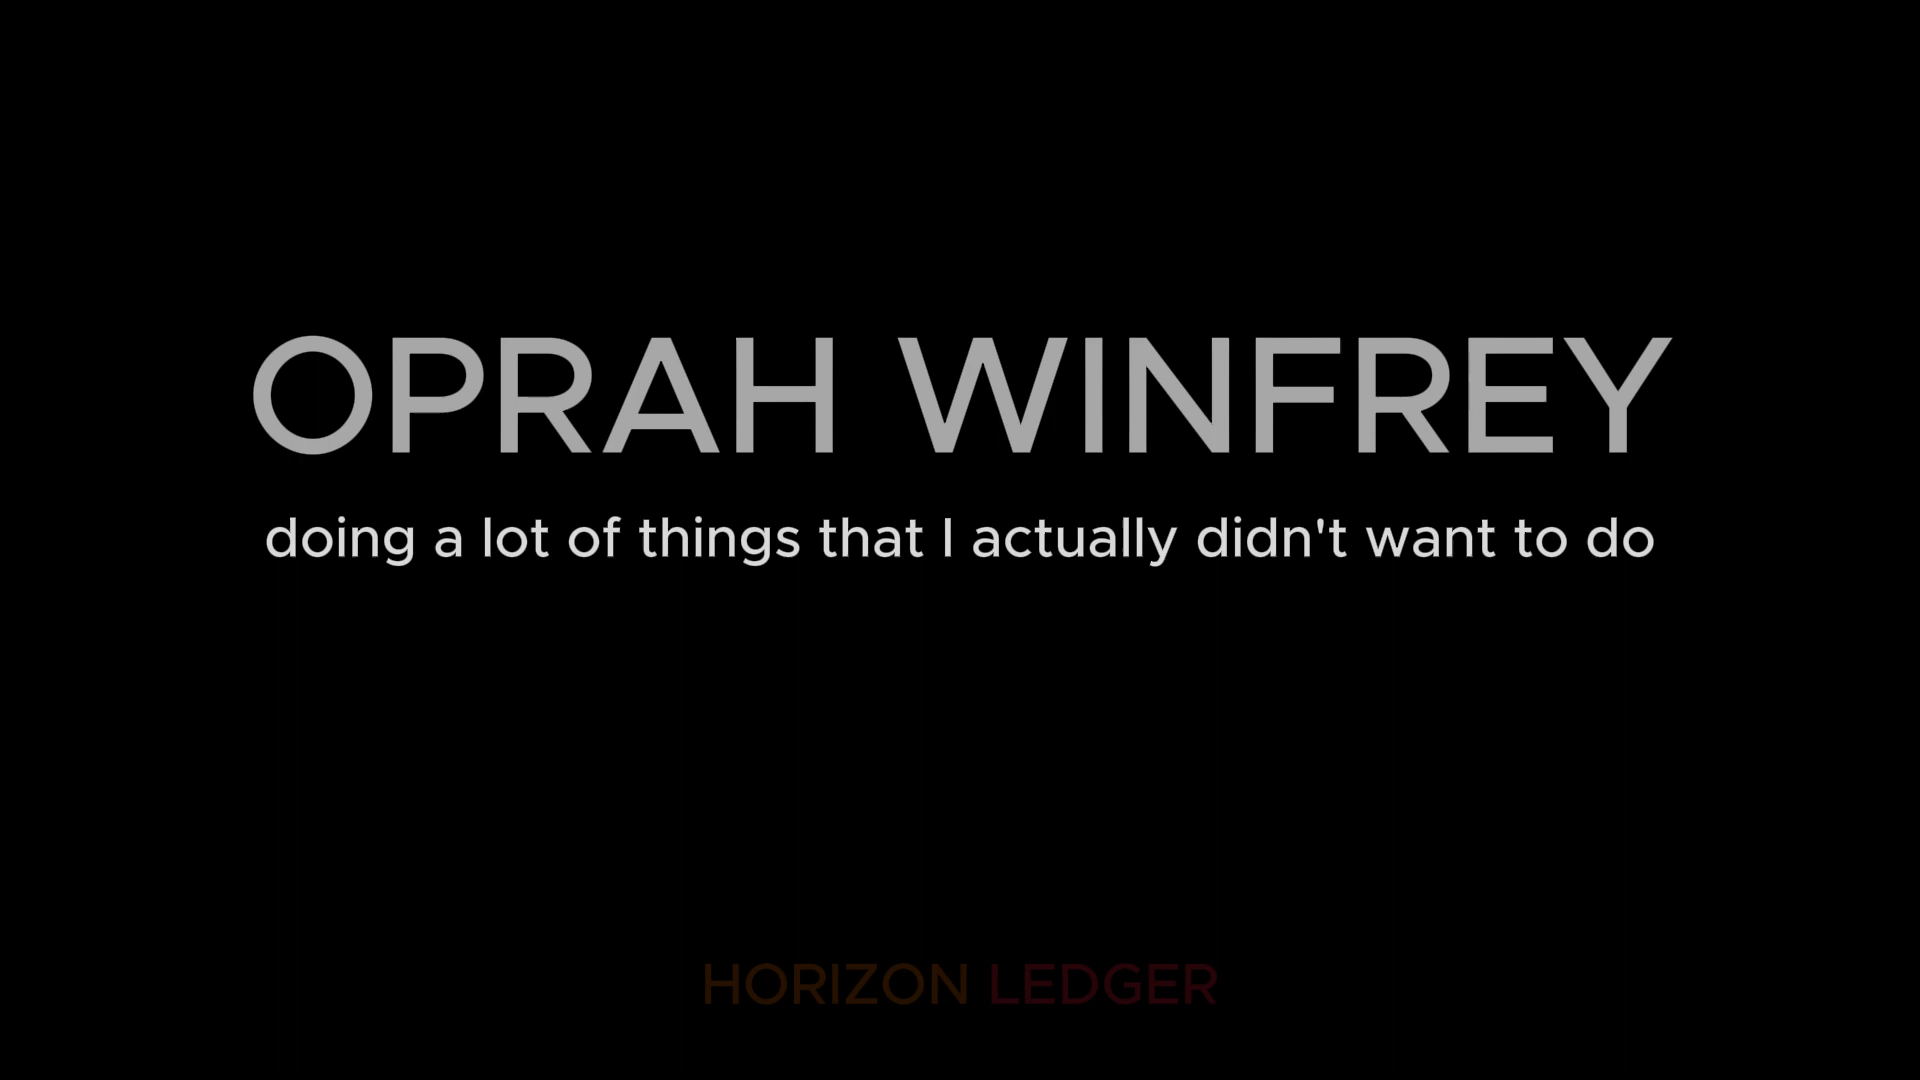 OPRAH WINFREY
doing a lot of things that I actually didn't want to do
HORIZON LEDGER